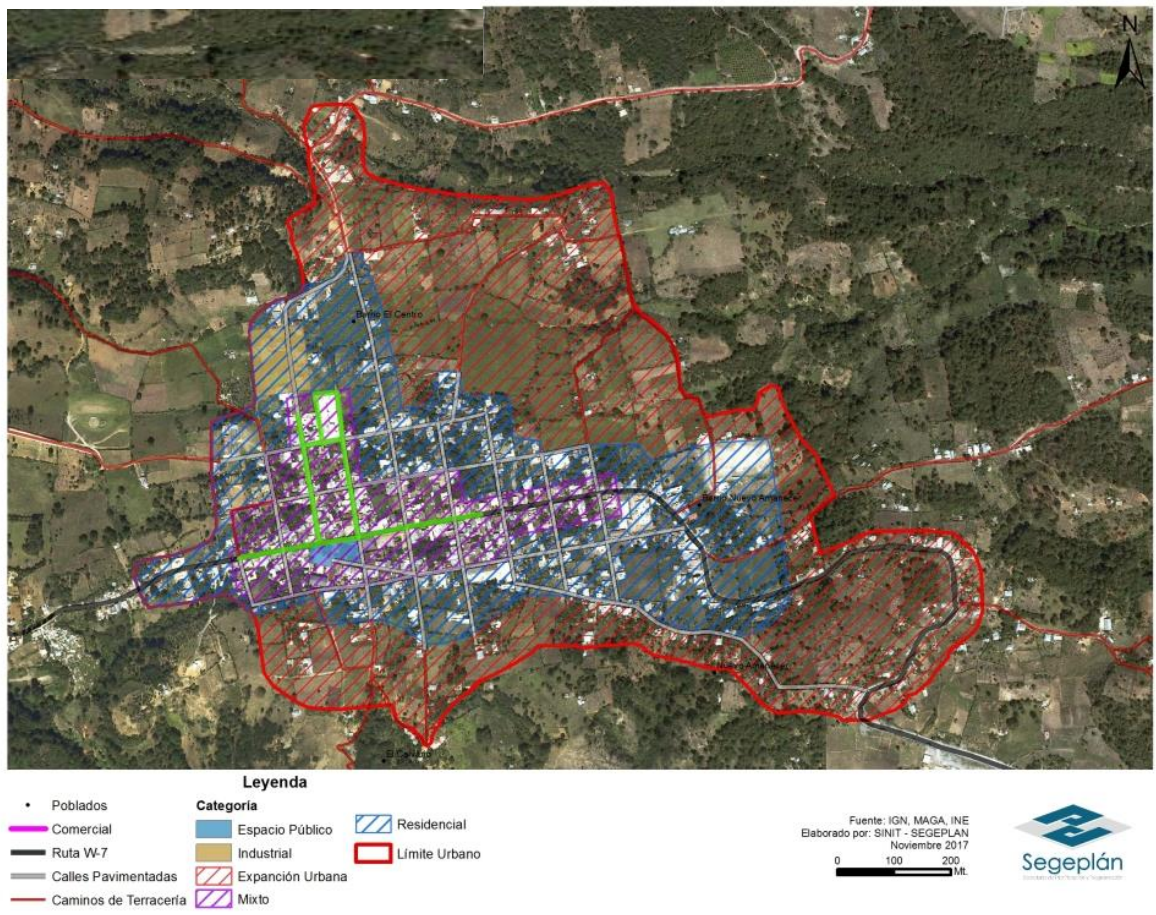 N
Barrio El Centro
Barrio Nuevo Amanecer
Nuevo Amanecer
El Calvario
Leyenda
Poblados
Comercial
Ruta W-7
Calles Pavimentadas
Caminos de Terracería
Categoría
Espacio Público
Industrial
Expanción Urbana
Mixto
Residencial
Límite Urbano
Fuente: IGN, MAGA, INE
Elaborado por: SINIT - SEGEPLAN
Noviembre 2017
0 100 200
Mt.
Segeplán